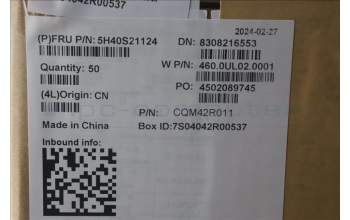 42R00537
2024-02-27
(P)FRU P/N: 5H40S21124 DN: 8308216553
Quantity: 50 W P/N: 460.0UL02.0001
(4L)Origin: CN PO: 4502089745
P/N: CQM42R011
Made in China Box ID:7S04042R00537
Inbound info: